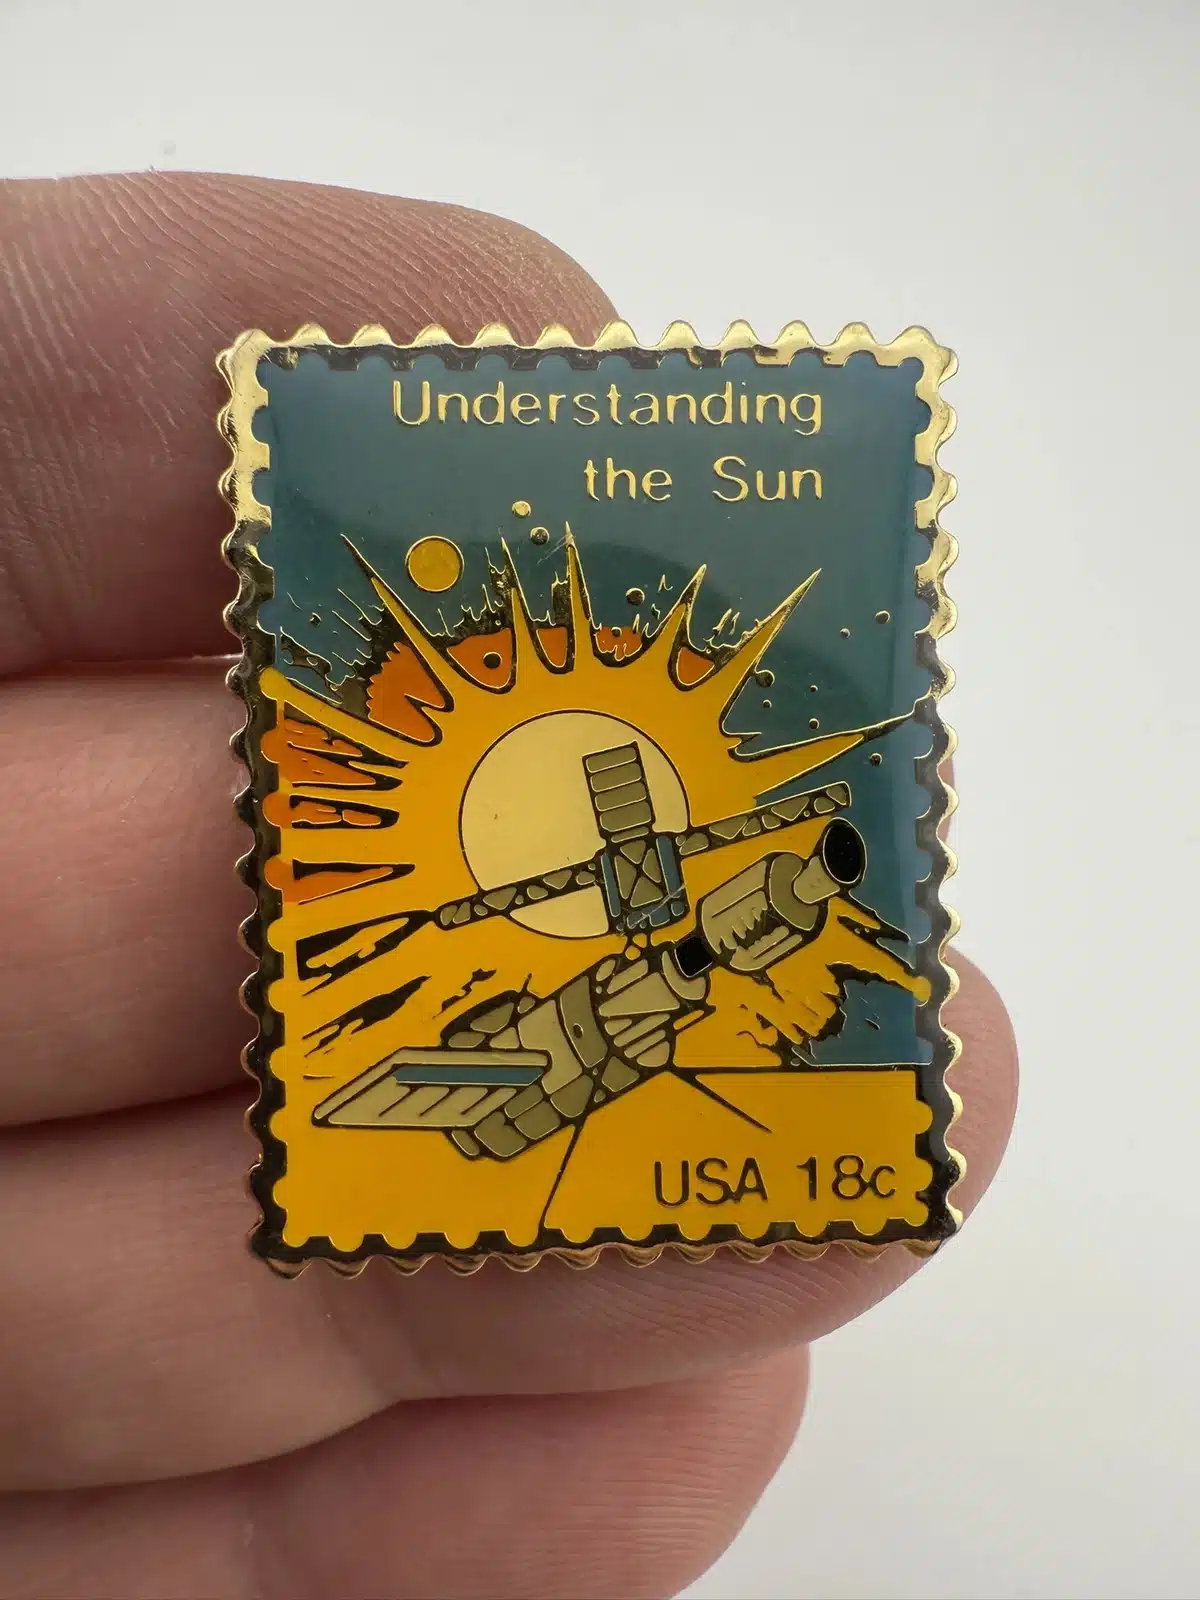 Understanding
the Sun
USA 18c